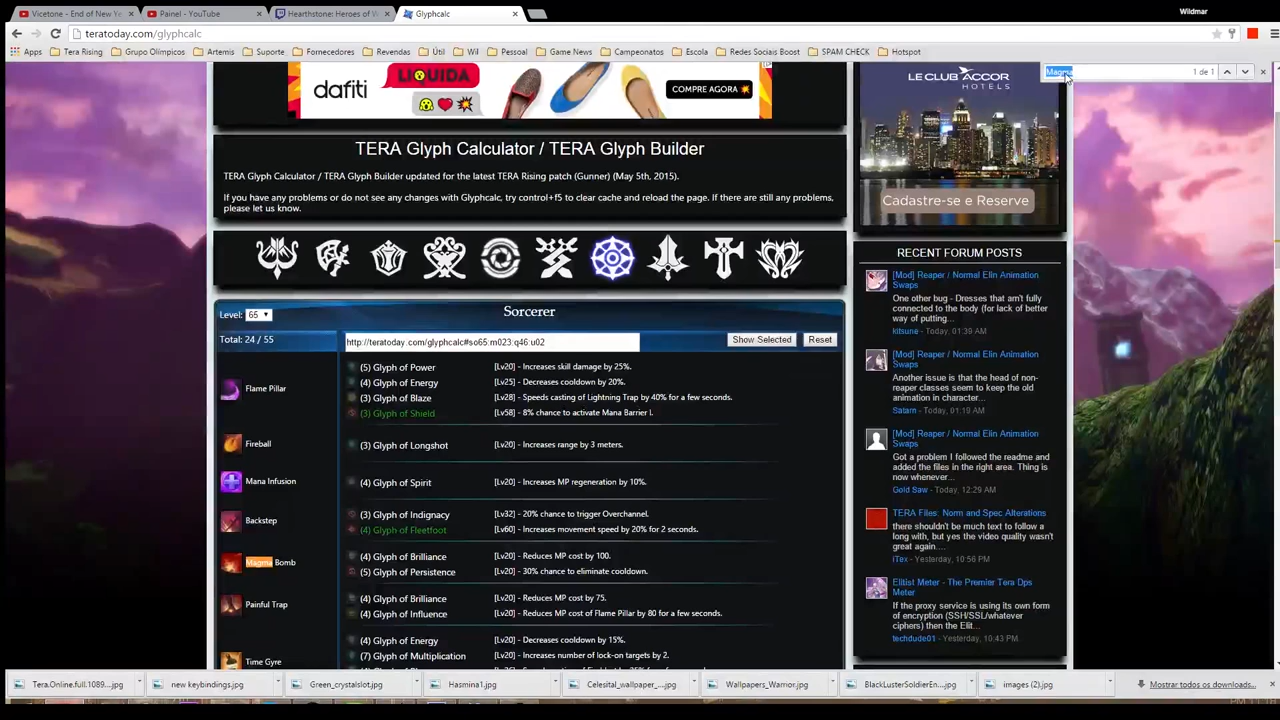 Vicetone - End of New Ye
Painel - YouTube
Hearthstone: Heroes of W
Glyphcalc
Wildmar
teratoday.com/glyphcalc
Apps
Tera Rising
Grupo Olímpicos
Artemis
Suporte
Fornecedores
Revendas
Útil
Wil
Pessoal
Game News
Campeonatos
Escola
Redes Sociais Boost
SPAM CHECK
Hotspot
Magma
1 de 1
LIQUIDA
dafiti
COMPRE AGORA
LE CLUB ACCOR
HOTELS
Cadastre-se e Reserve
TERA Glyph Calculator / TERA Glyph Builder
TERA Glyph Calculator / TERA Glyph Builder updated for the latest TERA Rising patch (Gunner) (May 5th, 2015).
If you have any problems or do not see any changes with Glyphcalc, try control+f5 to clear cache and reload the page. If there are still any problems,
please let us know.
Sorcerer
Level: 65
Total: 24 / 55
http://teratoday.com/glyphcalc#so65:m023:q46:u02
Show Selected
Reset
Flame Pillar
(5) Glyph of Power [Lv20] - Increases skill damage by 25%.
(4) Glyph of Energy [Lv25] - Decreases cooldown by 20%.
(3) Glyph of Blaze [Lv28] - Speeds casting of Lightning Trap by 40% for a few seconds.
(3) Glyph of Shield [Lv58] - 8% chance to activate Mana Barrier I.
Fireball
(3) Glyph of Longshot [Lv20] - Increases range by 3 meters.
Mana Infusion
(4) Glyph of Spirit [Lv20] - Increases MP regeneration by 10%.
Backstep
(3) Glyph of Indignacy [Lv32] - 20% chance to trigger Overchannel.
(4) Glyph of Fleetfoot [Lv60] - Increases movement speed by 20% for 2 seconds.
Magma Bomb
(4) Glyph of Brilliance [Lv20] - Reduces MP cost by 100.
(5) Glyph of Persistence [Lv20] - 30% chance to eliminate cooldown.
Painful Trap
(4) Glyph of Brilliance [Lv20] - Reduces MP cost by 75.
(4) Glyph of Influence [Lv20] - Reduces MP cost of Flame Pillar by 80 for a few seconds.
Time Gyre
(4) Glyph of Energy [Lv20] - Decreases cooldown by 15%.
(7) Glyph of Multiplication [Lv20] - Increases number of lock-on targets by 2.
RECENT FORUM POSTS
[Mod] Reaper / Normal Elin Animation
Swaps
One other bug - Dresses that am't fully
connected to the body (for lack of better
way of putting...
kitsune - Today, 01:39 AM
[Mod] Reaper / Normal Elin Animation
Swaps
Another issue is that the head of non-
reaper classes seem to keep the old
animation in character...
Satarn - Today, 01:19 AM
[Mod] Reaper / Normal Elin Animation
Swaps
Got a problem I followed the readme and
added the files in the right area. Thing is
now whenever...
Gold Saw - Today, 12:29 AM
TERA Files: Norm and Spec Alterations
there shouldn't be much text to follow a
long with, but yes the video quality wasn't
great again....
iTex - Yesterday, 10:56 PM
Elitist Meter - The Premier Tera Dps
Meter
If the proxy service is using its own form
of encryption (SSH/SSL/whatever
ciphers) then the Elit...
techdude01 - Yesterday, 10:43 PM
Tera.Online.full.1089...jpg
new keybindings.jpg
Green_crystalslot.jpg
Hasmina1.jpg
Celesital_wallpaper_...jpg
Wallpapers_Warrior.jpg
BlackLusterSoldierEn...jpg
images (2).jpg
Mostrar todos os downloads...